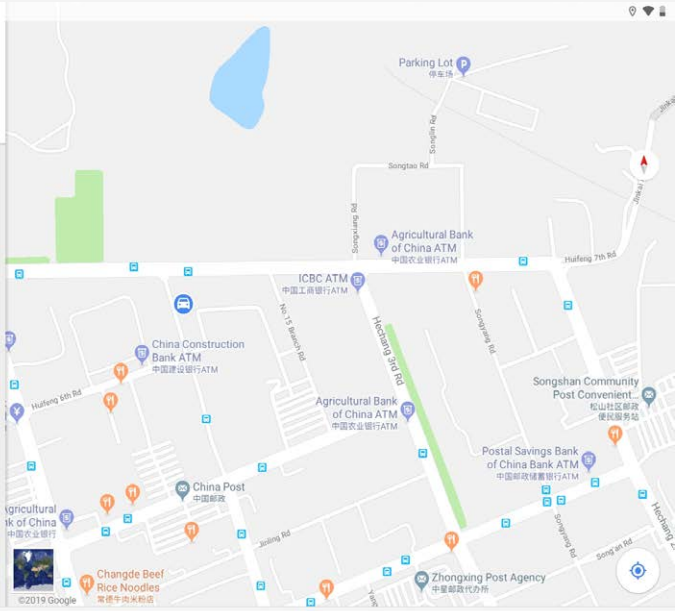 Parking Lot
停车场
Jinkai
Songlin Rd
Songtao Rd
Jinkai
Songxiang Rd
Agricultural Bank
of China ATM
中国农业银行ATM
Huifeng 7th Rd
ICBC ATM
中国工商银行ATM
No.15 Branch Rd
Hechang 3rd Rd
Songyang Rd
China Construction
Bank ATM
中国建设银行ATM
Huifeng 6th Rd
Agricultural Bank
of China ATM
中国农业银行ATM
Songshan Community
Post Convenient...
松山社区邮政
便民服务站
Postal Savings Bank
of China Bank ATM
中国邮政储蓄银行ATM
China Post
中国邮政
Agricultural
nk of China
中国农业银行
Jinling Rd
Songyang Rd
Song'an Rd
Hechang 2
Changde Beef
Rice Noodles
常德牛肉米粉店
Zhongxing Post Agency
中星邮政代办所
Yang
©2019 Google